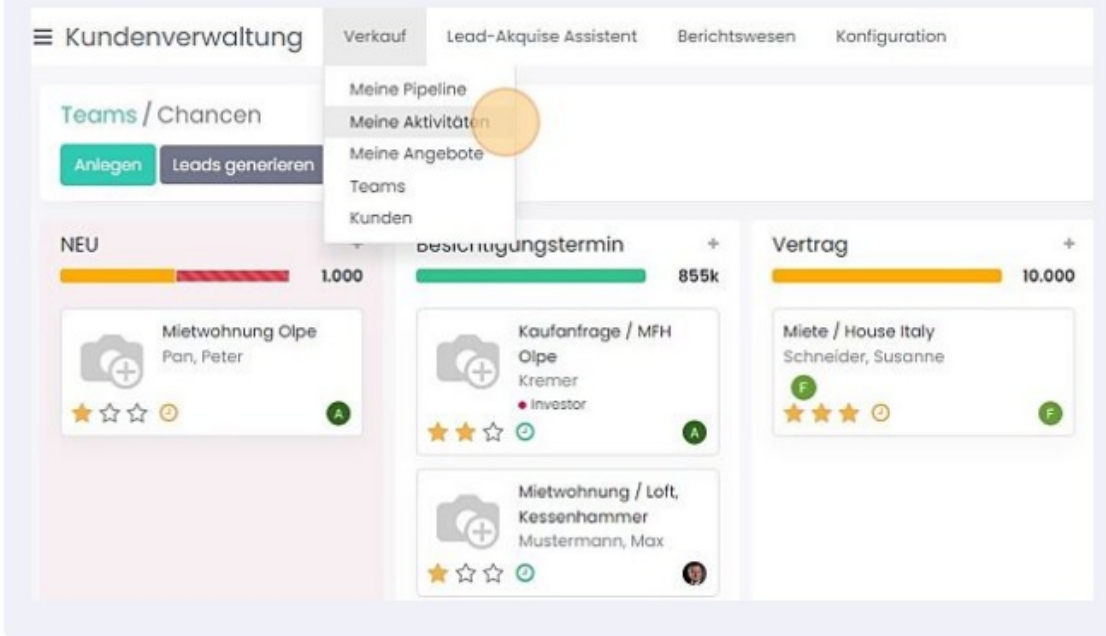 Kundenverwaltung Verkauf Lead-Akquise Assistent Berichtswesen Konfiguration
Meine Pipeline
Meine Aktivitäten
Meine Angebote
Teams
Kunden
Teams / Chancen
Anlegen Leads generieren
NEU +
1.000
Mietwohnung Olpe
Pan, Peter
A
Besichtigungstermin +
855k
Kaufanfrage / MFH
Olpe
Kremer
Investor
A
Mietwohnung / Loft,
Kessenhammer
Mustermann, Max
Vertrag +
10.000
Miete / House Italy
Schneider, Susanne
F
F